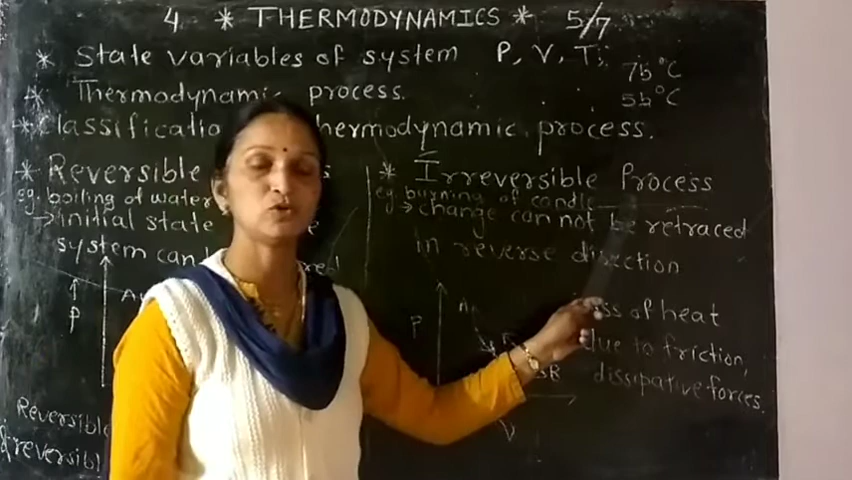 4. * THERMODYNAMICS * 5/7
* State variables of system P, V, T;
75°C
* Thermodynamic process.
55°C
* Classificatio hermodynamic process.
* Reversible
eg. boiling of water
→ initial state
system can
↑ P
A
Reversible
Irreversibl
* Irreversible Process
eg burning of candle
→ change can not be retraced
in reverse direction
P
A
B
V
ss of heat
due to friction,
dissipative forces.